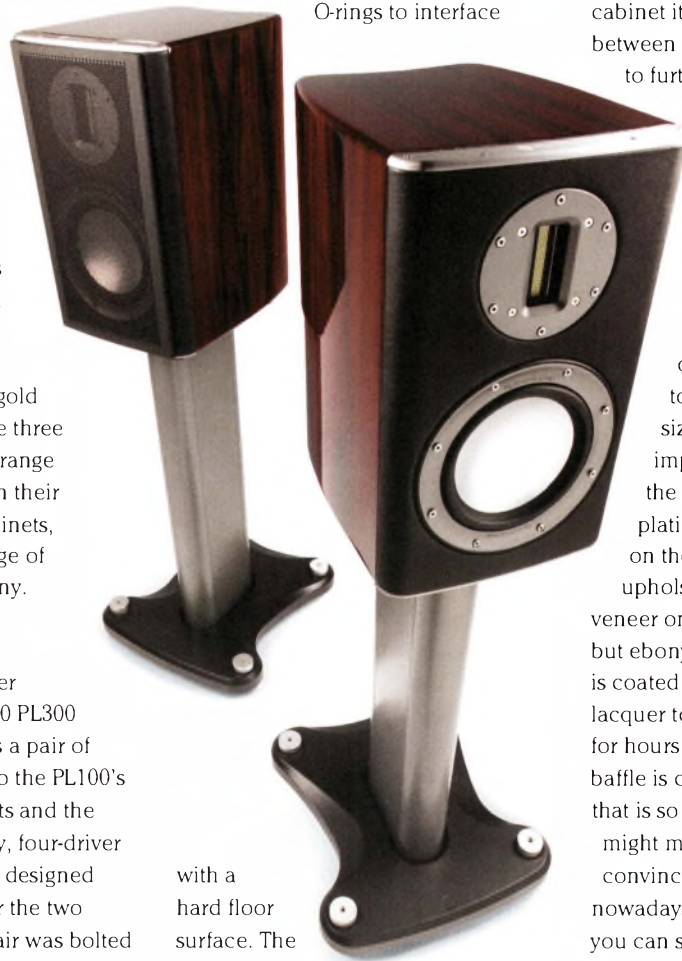 s
gold
e three
range
n their
inets,
ge of
ny.
er
0 PL300
s a pair of
o the PL100's
ts and the
y, four-driver
designed
r the two
air was bolted
O-rings to interface
with a
hard floor
surface. The
cabinet it
between
to furt
to
siz
imp
the
plati
on the
uphols
veneer or
but ebony
is coated
lacquer to
for hours
baffle is c
that is so
might m
convinc
nowaday
you can s